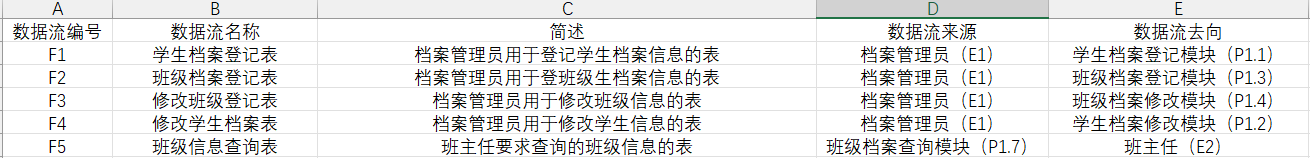 A B C D E
数据流编号 数据流名称 简述 数据流来源 数据流去向
F1 学生档案登记表 档案管理员用于登记学生档案信息的表 档案管理员（E1） 学生档案登记模块（P1.1）
F2 班级档案登记表 档案管理员用于登班级生档案信息的表 档案管理员（E1） 班级档案登记模块（P1.3）
F3 修改班级登记表 档案管理员用于修改班级信息的表 档案管理员（E1） 班级档案修改模块（P1.4）
F4 修改学生档案表 档案管理员用于修改学生信息的表 档案管理员（E1） 学生档案修改模块（P1.2）
F5 班级信息查询表 班主任要求查询的班级信息的表 班级档案查询模块（P1.7） 班主任（E2）